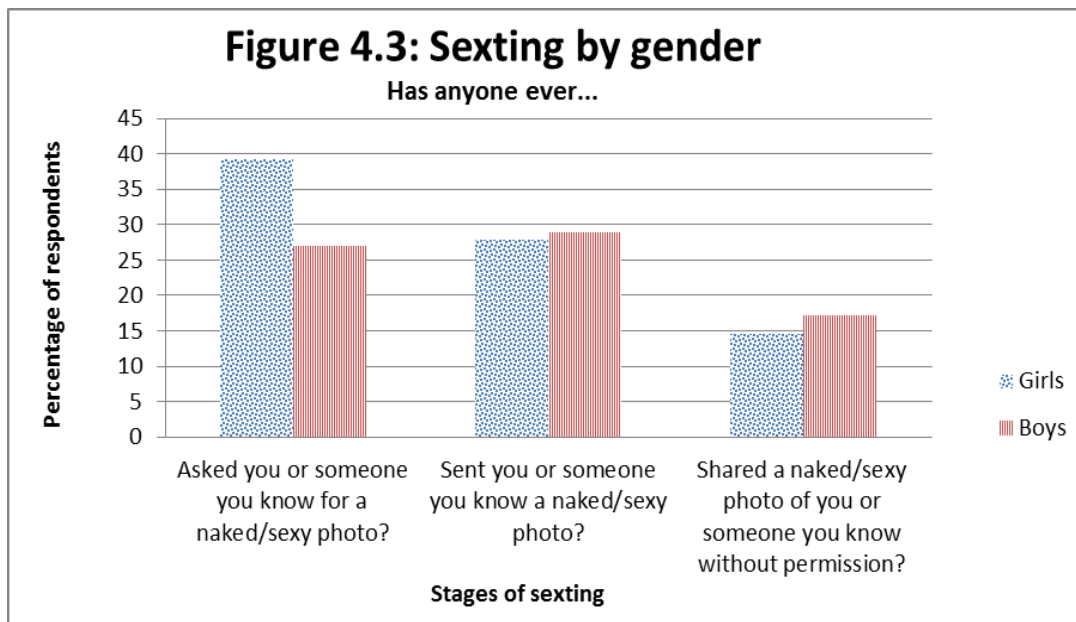 Figure 4.3: Sexting by gender
Has anyone ever...
Percentage of respondents
45
40
35
30
25
20
15
10
5
0
Asked you or someone
you know for a
naked/sexy photo?
Sent you or someone
you know a naked/sexy
photo?
Shared a naked/sexy
photo of you or
someone you know
without permission?
Stages of sexting
Girls
Boys